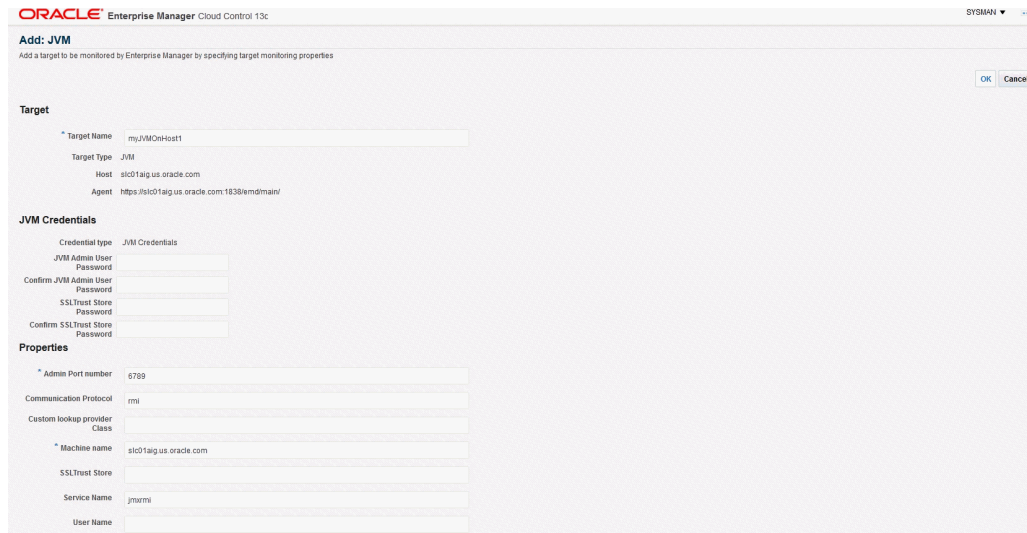 ORACLE® Enterprise Manager Cloud Control 13c
SYSMAN ▼
Add: JVM
Add a target to be monitored by Enterprise Manager by specifying target monitoring properties
OK Cance
Target
* Target Name myJVMOnHost1
Target Type JVM
Host slc01aig.us.oracle.com
Agent https://slc01aig.us.oracle.com:1838/emd/main/
JVM Credentials
Credential type JVM Credentials
JVM Admin User
Password
Confirm JVM Admin User
Password
SSLTrust Store
Password
Confirm SSLTrust Store
Password
Properties
* Admin Port number 6789
Communication Protocol rmi
Custom lookup provider
Class
* Machine name slc01aig.us.oracle.com
SSLTrust Store
Service Name jmxrmi
User Name